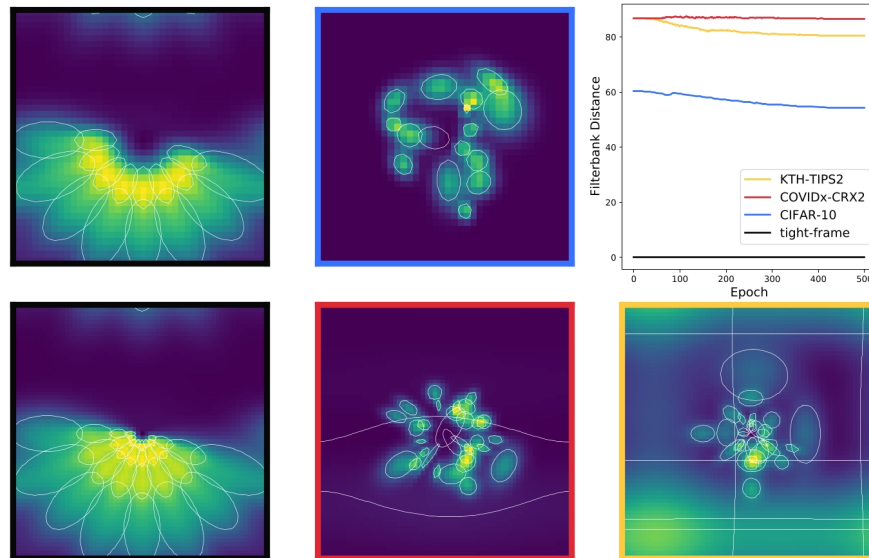 80
60
40
20
0
Filterbank Distance
KTH-TIPS2
COVIDx-CRX2
CIFAR-10
tight-frame
0 100 200 300 400 500
Epoch